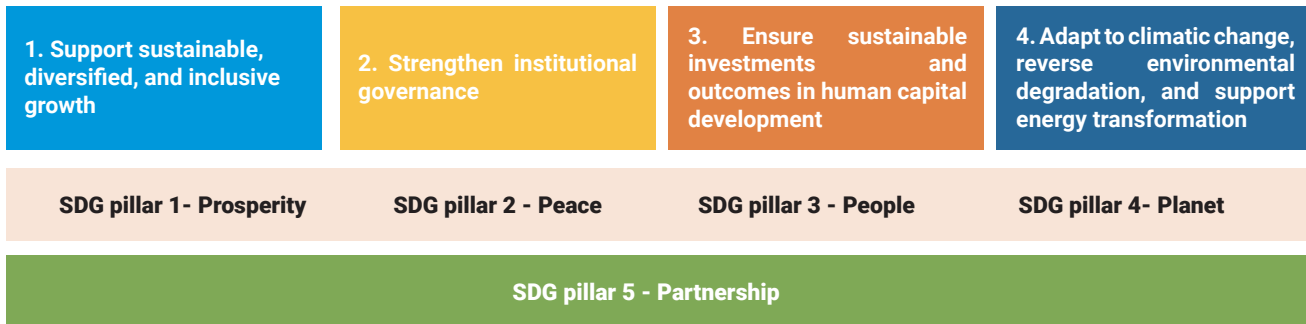 1. Support sustainable,
diversified, and inclusive
growth
2. Strengthen institutional
governance
3. Ensure sustainable
investments and
outcomes in human capital
development
4. Adapt to climatic change,
reverse environmental
degradation, and support
energy transformation
SDG pillar 1- Prosperity
SDG pillar 2 - Peace
SDG pillar 3 - People
SDG pillar 4- Planet
SDG pillar 5 - Partnership